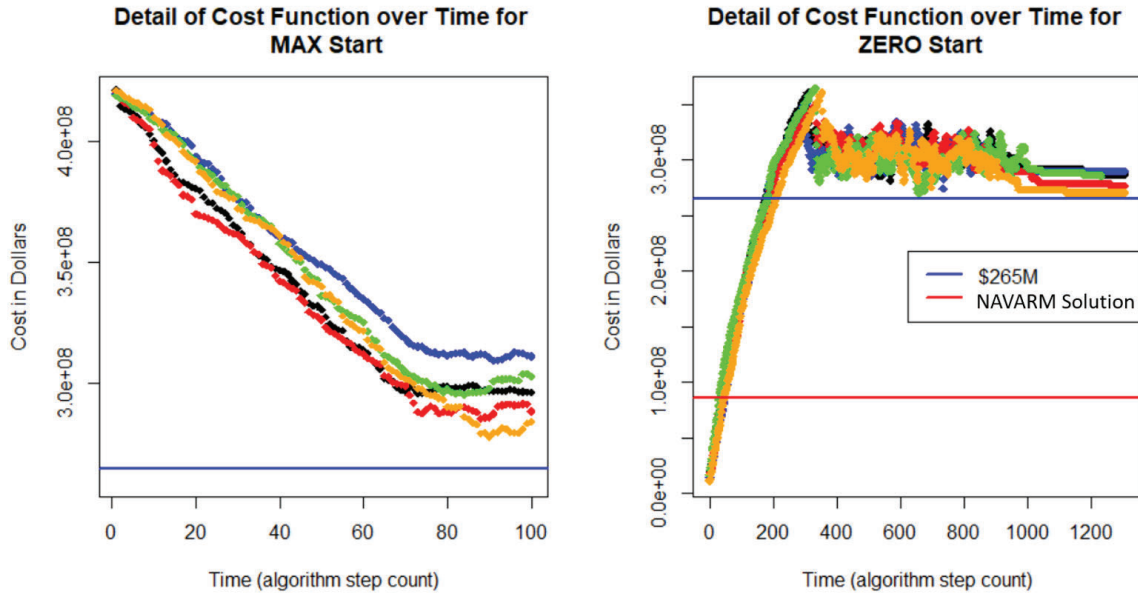 Detail of Cost Function over Time for
MAX Start
Cost in Dollars
4.0e+08
3.5e+08
3.0e+08
0
20
40
60
80
100
Time (algorithm step count)
Detail of Cost Function over Time for
ZERO Start
Cost in Dollars
3.0e+08
2.0e+08
1.0e+08
0.0e+00
0
200
400
600
800
1000
1200
Time (algorithm step count)
$265M
NAVARM Solution